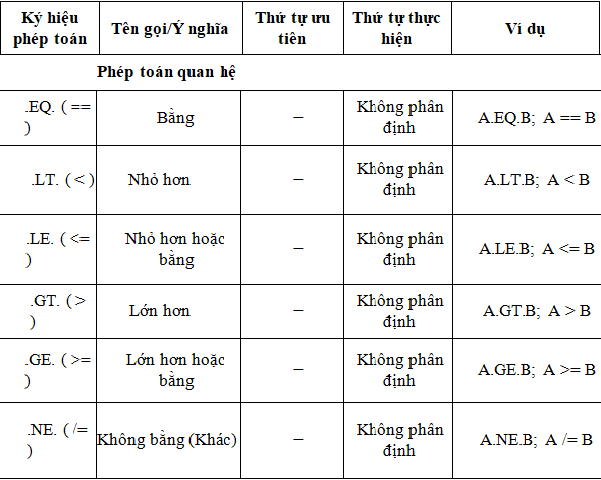 Ký hiệu phép toán
Tên gọi/Ý nghĩa
Thứ tự ưu tiên
Thứ tự thực hiện
Ví dụ
Phép toán quan hệ
.EQ. ( == )
Bằng
–
Không phân định
A.EQ.B; A == B
.LT. ( < )
Nhỏ hơn
–
Không phân định
A.LT.B; A < B
.LE. ( <= )
Nhỏ hơn hoặc bằng
–
Không phân định
A.LE.B; A <= B
.GT. ( > )
Lớn hơn
–
Không phân định
A.GT.B; A > B
.GE. ( >= )
Lớn hơn hoặc bằng
–
Không phân định
A.GE.B; A >= B
.NE. ( /= )
Không bằng (Khác)
–
Không phân định
A.NE.B; A /= B